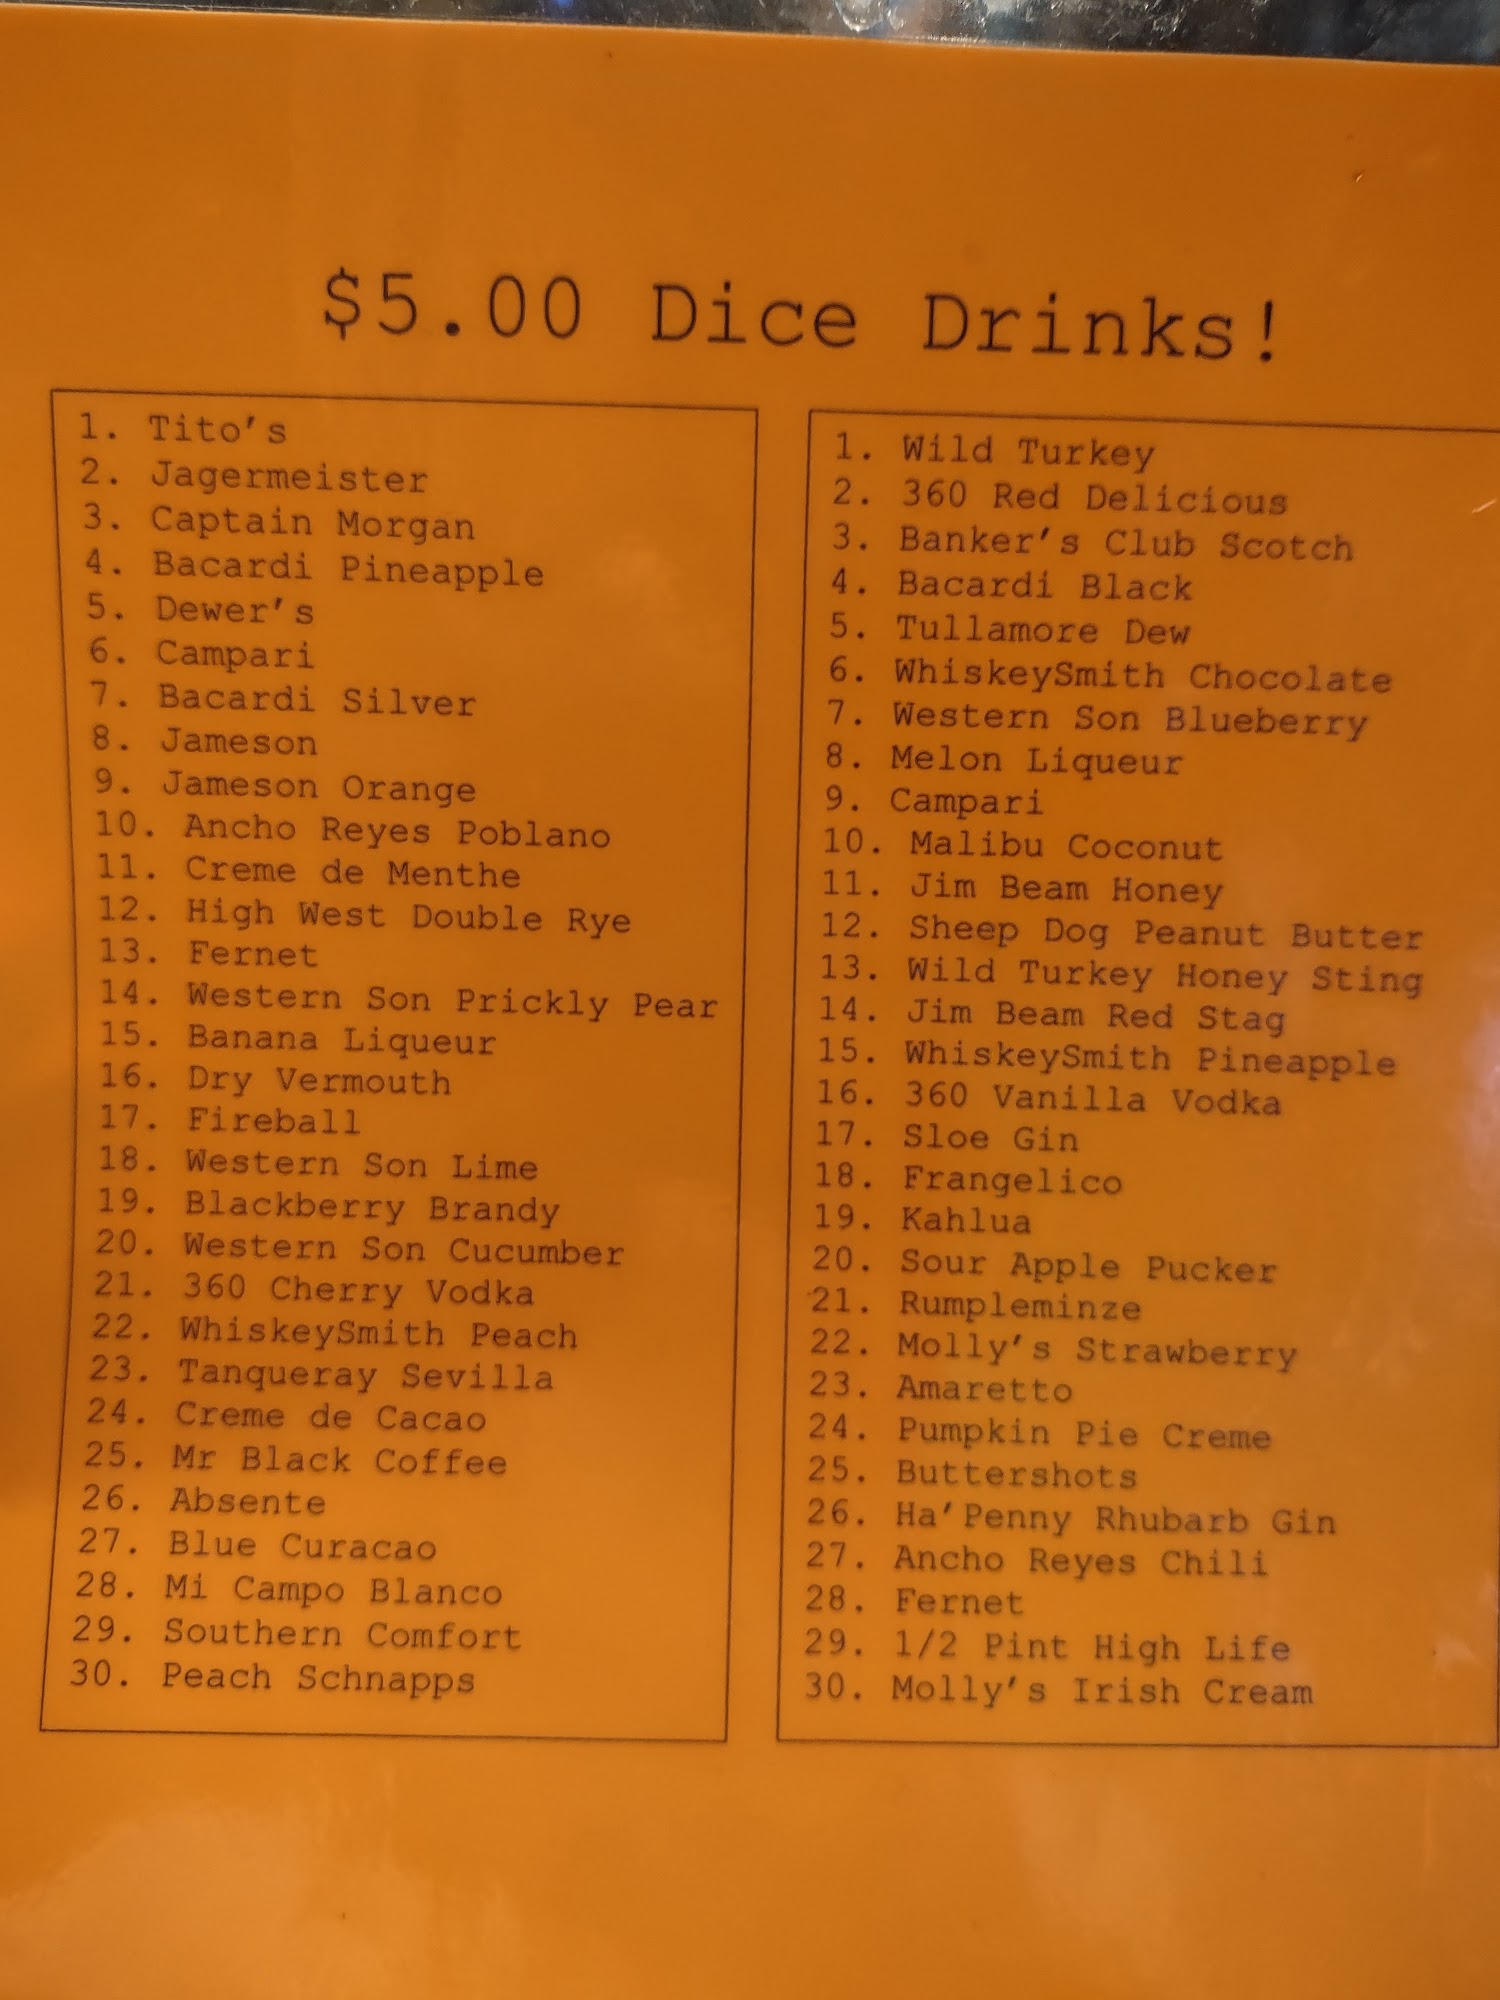 $5.00 Dice Drinks!
1. Tito's
2. Jagermeister
3. Captain Morgan
4. Bacardi Pineapple
5. Dewer's
6. Campari
7. Bacardi Silver
8. Jameson
9. Jameson Orange
10. Ancho Reyes Poblano
11. Creme de Menthe
12. High West Double Rye
13. Fernet
14. Western Son Prickly Pear
15. Banana Liqueur
16. Dry Vermouth
17. Fireball
18. Western Son Lime
19. Blackberry Brandy
20. Western Son Cucumber
21. 360 Cherry Vodka
22. WhiskeySmith Peach
23. Tanqueray Sevilla
24. Creme de Cacao
25. Mr Black Coffee
26. Absente
27. Blue Curacao
28. Mi Campo Blanco
29. Southern Comfort
30. Peach Schnapps
1. Wild Turkey
2. 360 Red Delicious
3. Banker's Club Scotch
4. Bacardi Black
5. Tullamore Dew
6. WhiskeySmith Chocolate
7. Western Son Blueberry
8. Melon Liqueur
9. Campari
10. Malibu Coconut
11. Jim Beam Honey
12. Sheep Dog Peanut Butter
13. Wild Turkey Honey Sting
14. Jim Beam Red Stag
15. WhiskeySmith Pineapple
16. 360 Vanilla Vodka
17. Sloe Gin
18. Frangelico
19. Kahlua
20. Sour Apple Pucker
21. Rumpleminze
22. Molly's Strawberry
23. Amaretto
24. Pumpkin Pie Creme
25. Buttershots
26. Ha'Penny Rhubarb Gin
27. Ancho Reyes Chili
28. Fernet
29. 1/2 Pint High Life
30. Molly's Irish Cream